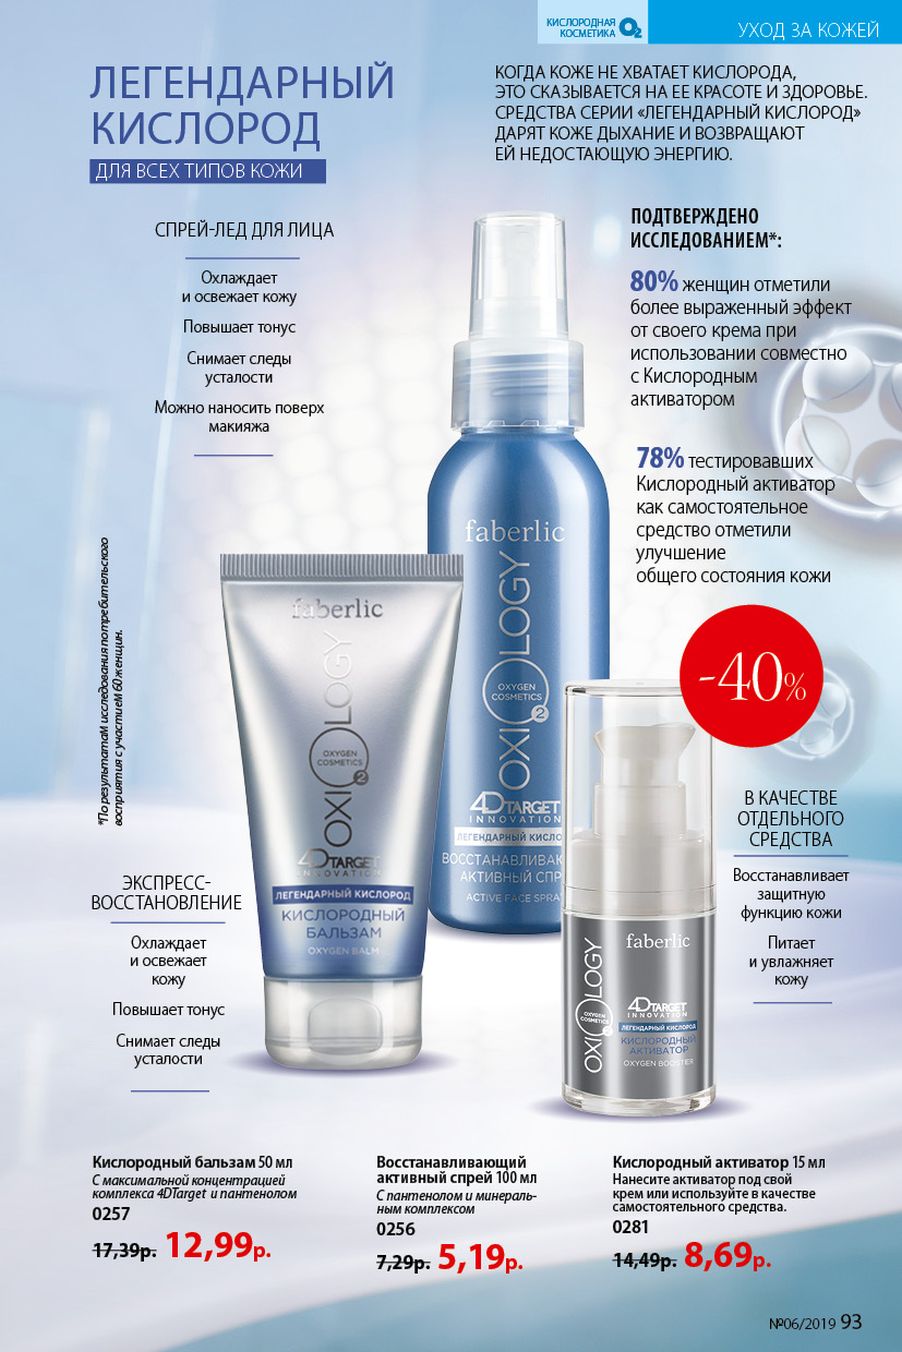 КИСЛОРОДНАЯ
КОСМЕТИКА O2
УХОД ЗА КОЖЕЙ
ЛЕГЕНДАРНЫЙ
КИСЛОРОД
ДЛЯ ВСЕХ ТИПОВ КОЖИ
КОГДА КОЖЕ НЕ ХВАТАЕТ КИСЛОРОДА,
ЭТО СКАЗЫВАЕТСЯ НА ЕЕ КРАСОТЕ И ЗДОРОВЬЕ.
СРЕДСТВА СЕРИИ «ЛЕГЕНДАРНЫЙ КИСЛОРОД»
ДАРЯТ КОЖЕ ДЫХАНИЕ И ВОЗВРАЩАЮТ
ЕЙ НЕДОСТАЮЩУЮ ЭНЕРГИЮ.
СПРЕЙ-ЛЕД ДЛЯ ЛИЦА
Охлаждает
и освежает кожу
Повышает тонус
Снимает следы
усталости
Можно наносить поверх
макияжа
ПОДТВЕРЖДЕНО
ИССЛЕДОВАНИЕМ*:
80% женщин отметили
более выраженный эффект
от своего крема при
использовании совместно
с Кислородным
активатором
78% тестировавших
Кислородный активатор
как самостоятельное
средство отметили
улучшение
общего состояния кожи
*По результатам исследования потребительского
восприятия с участием 60 женщин.
faberlic
OXIOLOGY
OXYGEN
COSMETICS
2
4DTARGET
INNOVATION
ЛЕГЕНДАРНЫЙ КИСЛО
ВОССТАНАВЛИВАЮ
АКТИВНЫЙ СПР
ACTIVE FACE SPRA
faberlic
OXIOLOGY
OXYGEN
COSMETICS
2
4DTARGET
INNOVATION
ЛЕГЕНДАРНЫЙ КИСЛОРОД
КИСЛОРОДНЫЙ
БАЛЬЗАМ
OXYGEN BALM
-40%
В КАЧЕСТВЕ
ОТДЕЛЬНОГО
СРЕДСТВА
Восстанавливает
защитную
функцию кожи
Питает
и увлажняет
кожу
ЭКСПРЕСС-
ВОССТАНОВЛЕНИЕ
Охлаждает
и освежает
кожу
Повышает тонус
Снимает следы
усталости
faberlic
OXIOLOGY
OXYGEN
COSMETICS
2
4DTARGET
INNOVATION
ЛЕГЕНДАРНЫЙ КИСЛОРОД
КИСЛОРОДНЫЙ
АКТИВАТОР
OXYGEN BOOSTER
Кислородный бальзам 50 мл
С максимальной концентрацией
комплекса 4DTarget и пантенолом
0257
17,39р. 12,99р.
Восстанавливающий
активный спрей 100 мл
С пантенолом и минераль-
ным комплексом
0256
7,29р. 5,19р.
Кислородный активатор 15 мл
Нанесите активатор под свой
крем или используйте в качестве
самостоятельного средства.
0281
14,49р. 8,69р.
№06/2019 93